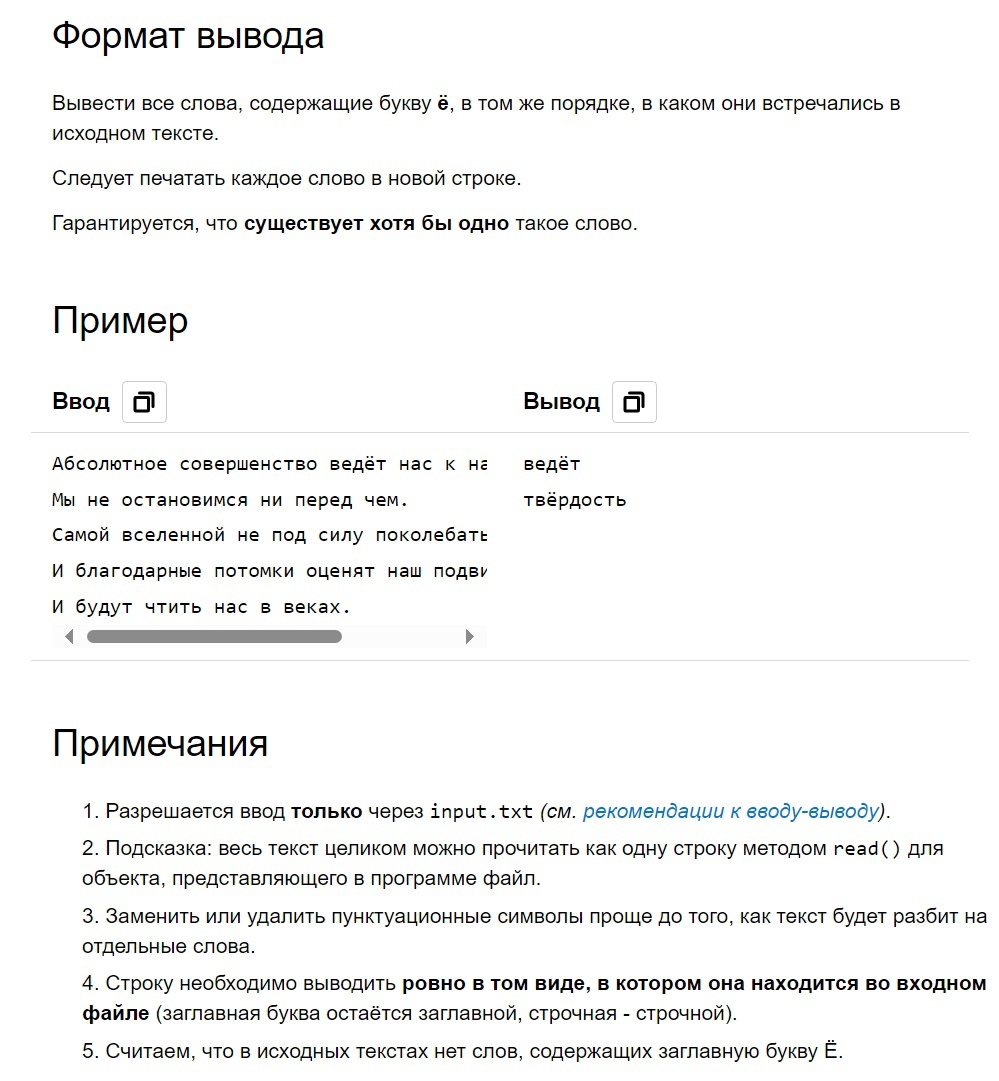 Формат вывода
Вывести все слова, содержащие букву ё, в том же порядке, в каком они встречались в
исходном тексте.
Следует печатать каждое слово в новой строке.
Гарантируется, что существует хотя бы одно такое слово.
Пример
Ввод
Вывод
Абсолютное совершенство ведёт нас к на
ведёт
Мы не остановимся ни перед чем.
твёрдость
Самой вселенной не под силу поколебать
И благодарные потомки оценят наш подви
И будут чтить нас в веках.
Примечания
1. Разрешается ввод только через input.txt (см. рекомендации к вводу-выводу).
2. Подсказка: весь текст целиком можно прочитать как одну строку методом read() для
объекта, представляющего в программе файл.
3. Заменить или удалить пунктуационные символы проще до того, как текст будет разбит на
отдельные слова.
4. Строку необходимо выводить ровно в том виде, в котором она находится во входном
файле (заглавная буква остаётся заглавной, строчная - строчной).
5. Считаем, что в исходных текстах нет слов, содержащих заглавную букву Ё.